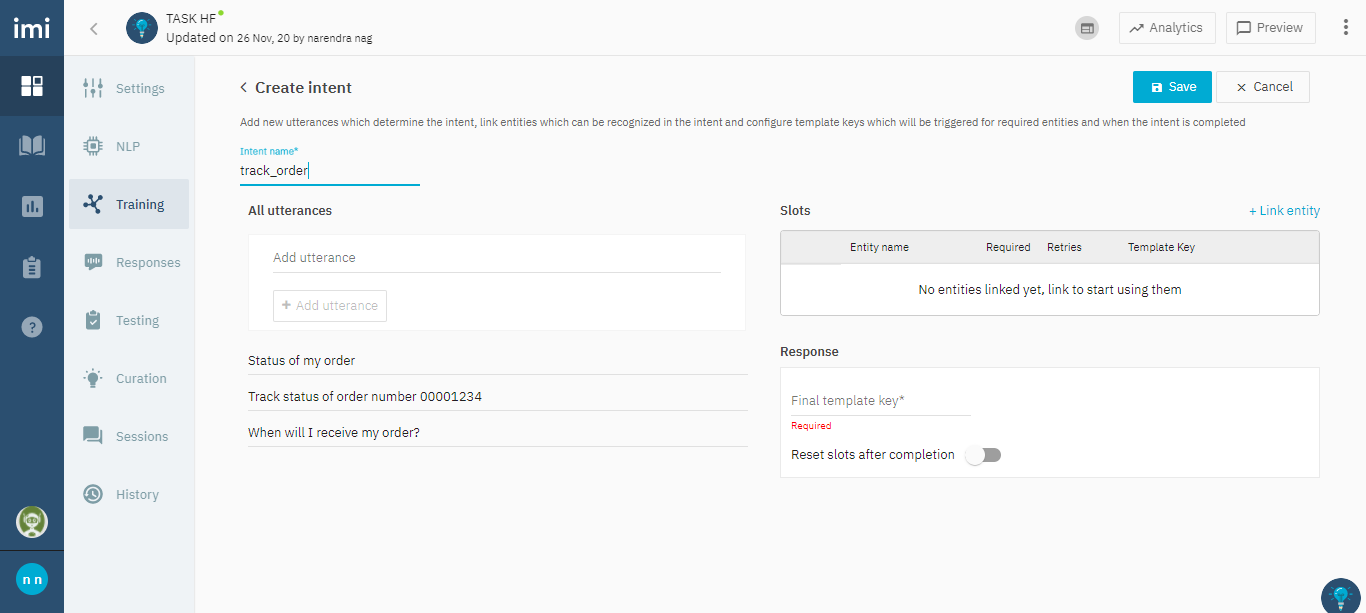 imi
TASK HF
Updated on 26 Nov, 20 by narendra nag
Analytics
Preview
Settings
NLP
Training
Responses
Testing
Curation
Sessions
History
?
n n
Create intent
Save
Cancel
Add new utterances which determine the intent, link entities which can be recognized in the intent and configure template keys which will be triggered for required entities and when the intent is completed
Intent name*
track_order
All utterances
Add utterance
+ Add utterance
Status of my order
Track status of order number 00001234
When will I receive my order?
Slots
+ Link entity
Entity name Required Retries Template Key
No entities linked yet, link to start using them
Response
Final template key*
Required
Reset slots after completion